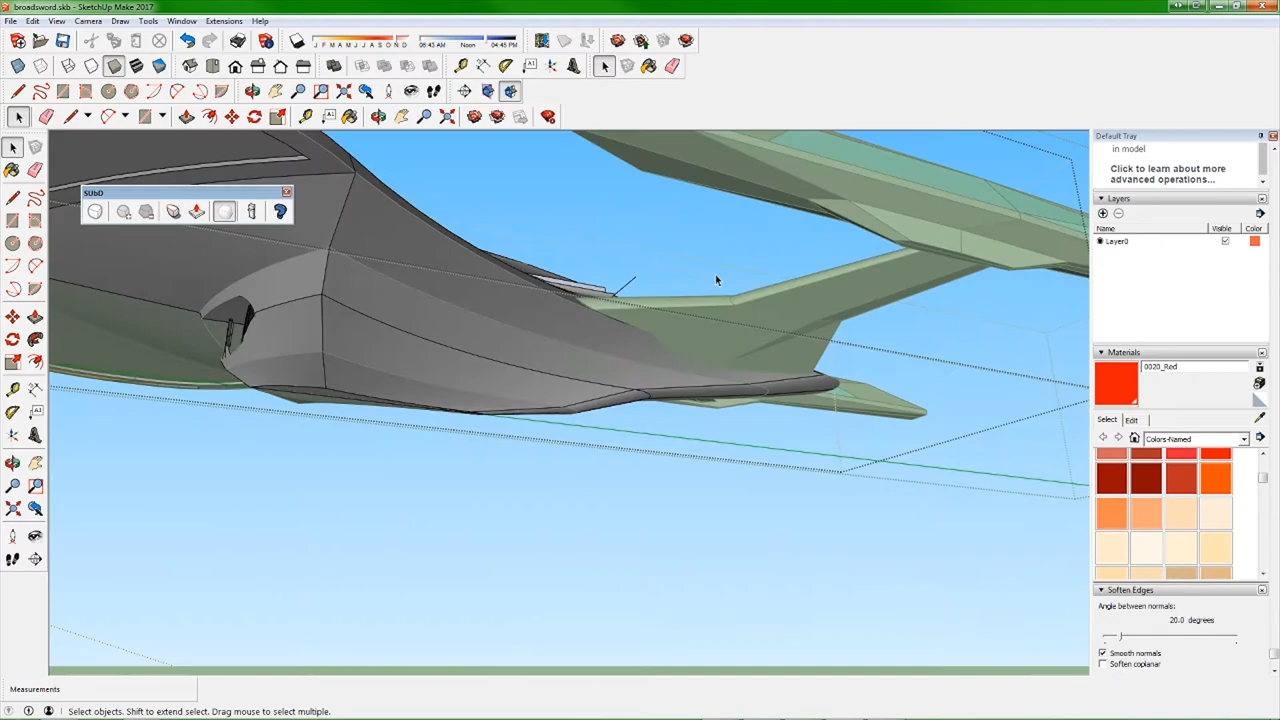 broadsword.skb - SketchUp Make 2017
File Edit View Camera Draw Tools Window Extensions Help
J F M A M J J A S O N D 08:43 AM Noon 04:45 PM
Default Tray
in model
Click to learn about more
advanced operations...
SUbD
Layers
Name Visible Color
Layer0
Materials
0020_Red
Select Edit
Colors-Named
Soften Edges
Angle between normals:
20.0 degrees
Smooth normals
Soften coplanar
Measurements
Select objects. Shift to extend select. Drag mouse to select multiple.